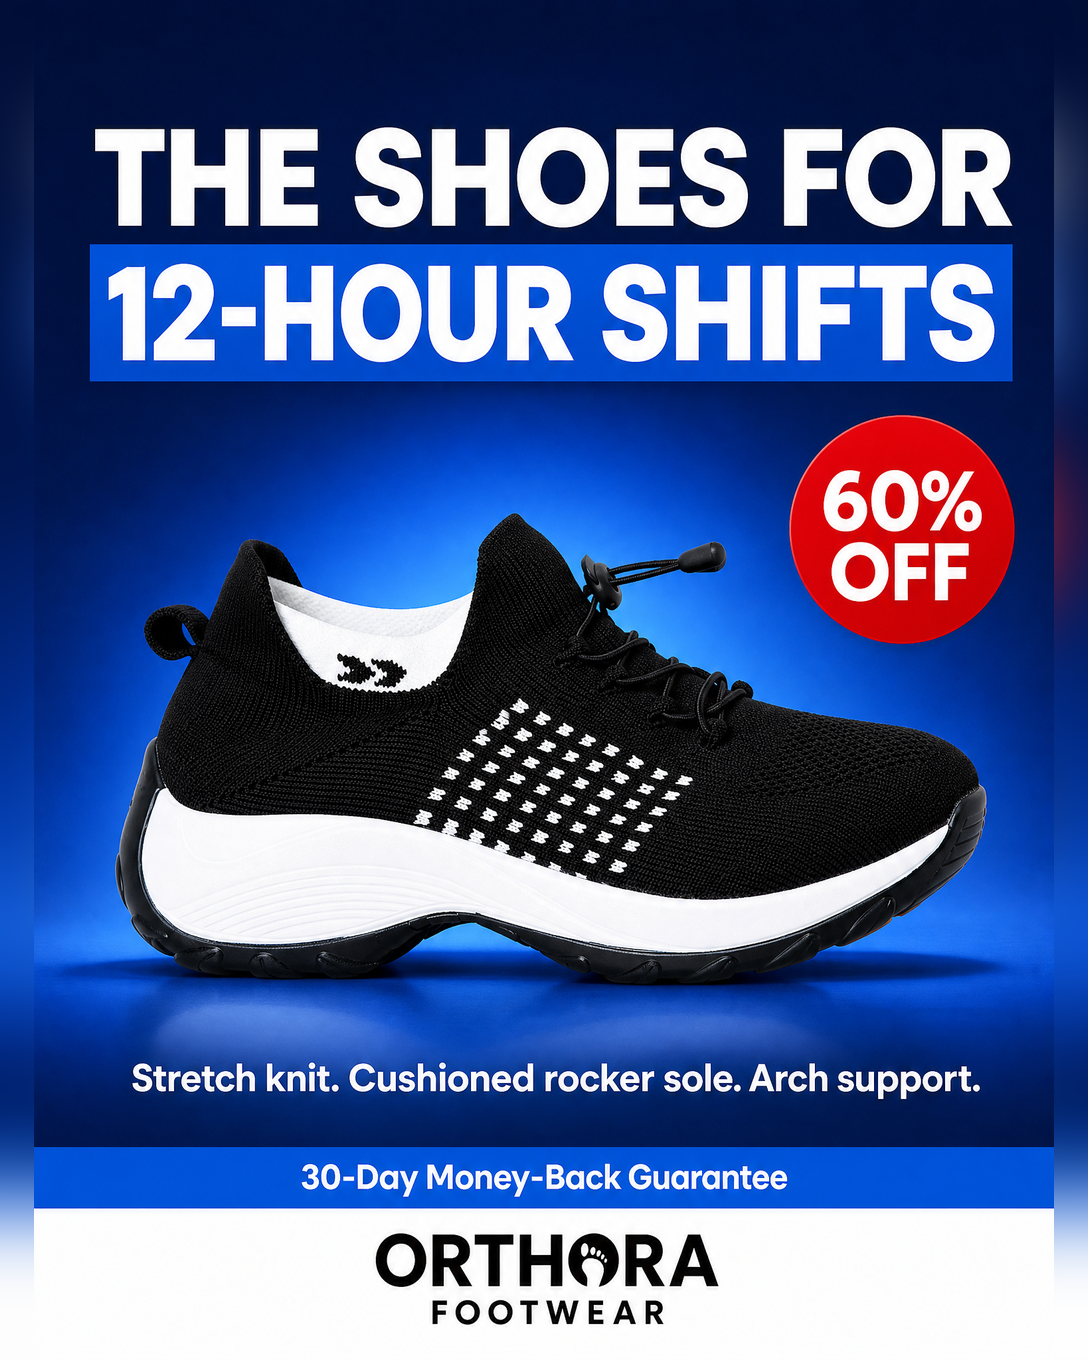 THE SHOES FOR
12-HOUR SHIFTS
60%
OFF
Stretch knit. Cushioned rocker sole. Arch support.
30-Day Money-Back Guarantee
ORTHORA
FOOTWEAR